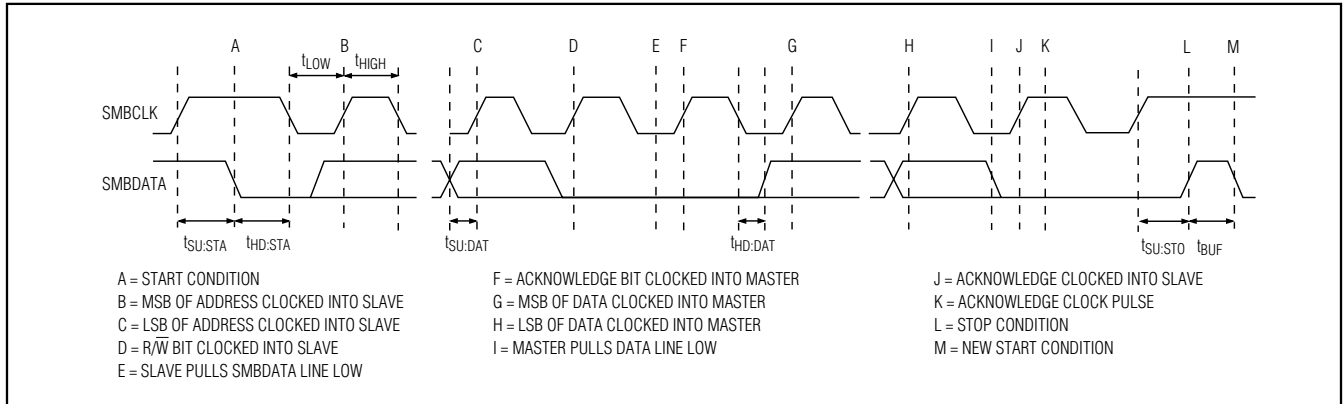 A B C D E F G H I J K L M
tLOW tHIGH
SMBCLK
SMBDATA
tSU:STA tHD:STA tSU:DAT tHD:DAT tSU:STO tBUF
A = START CONDITION
B = MSB OF ADDRESS CLOCKED INTO SLAVE
C = LSB OF ADDRESS CLOCKED INTO SLAVE
D = R/W̅ BIT CLOCKED INTO SLAVE
E = SLAVE PULLS SMBDATA LINE LOW
F = ACKNOWLEDGE BIT CLOCKED INTO MASTER
G = MSB OF DATA CLOCKED INTO MASTER
H = LSB OF DATA CLOCKED INTO MASTER
I = MASTER PULLS DATA LINE LOW
J = ACKNOWLEDGE CLOCKED INTO SLAVE
K = ACKNOWLEDGE CLOCK PULSE
L = STOP CONDITION
M = NEW START CONDITION